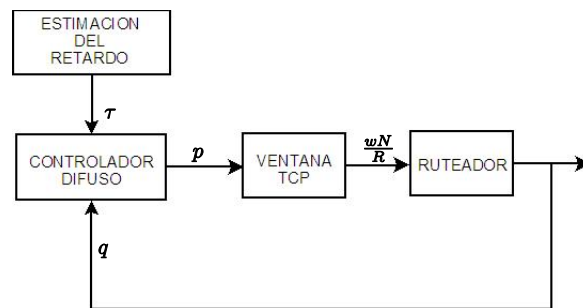 ESTIMACION
DEL
RETARDO
τ
CONTROLADOR
DIFUSO
p
VENTANA
TCP
wN
R
RUTEADOR
q